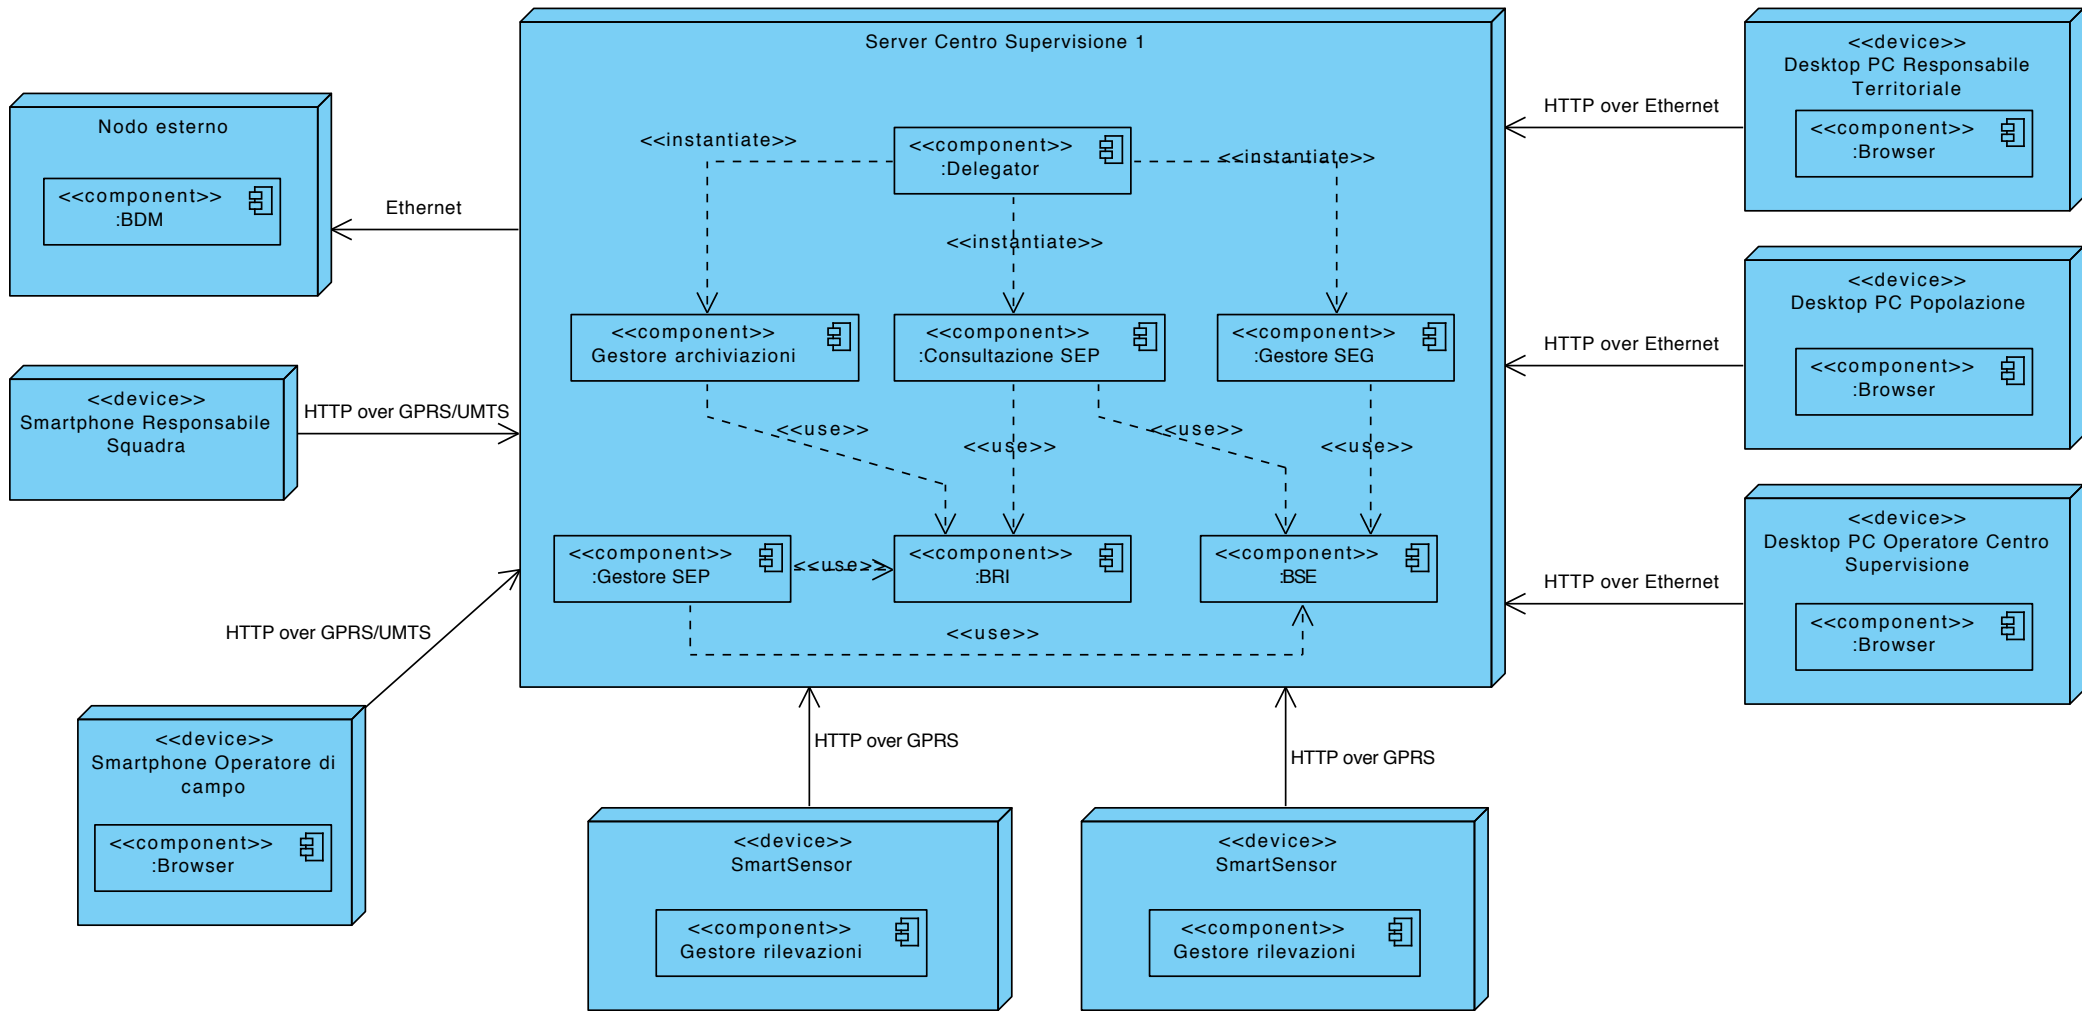 Server Centro Supervisione 1
<<component>>
:Delegator
<<instantiate>>
<<instantiate>>
<<instantiate>>
<<component>>
Gestore archiviazioni
<<component>>
:Consultazione SEP
<<component>>
:Gestore SEG
<<use>>
<<use>>
<<use>>
<<use>>
<<component>>
:Gestore SEP
<<use>>
<<component>>
:BRI
<<component>>
:BSE
<<use>>
Nodo esterno
<<component>>
:BDM
Ethernet
<<device>>
Smartphone Responsabile
Squadra
HTTP over GPRS/UMTS
HTTP over GPRS/UMTS
<<device>>
Smartphone Operatore di
campo
<<component>>
:Browser
HTTP over GPRS
<<device>>
SmartSensor
<<component>>
Gestore rilevazioni
HTTP over GPRS
<<device>>
SmartSensor
<<component>>
Gestore rilevazioni
HTTP over Ethernet
<<device>>
Desktop PC Responsabile
Territoriale
<<component>>
:Browser
HTTP over Ethernet
<<device>>
Desktop PC Popolazione
<<component>>
:Browser
HTTP over Ethernet
<<device>>
Desktop PC Operatore Centro
Supervisione
<<component>>
:Browser